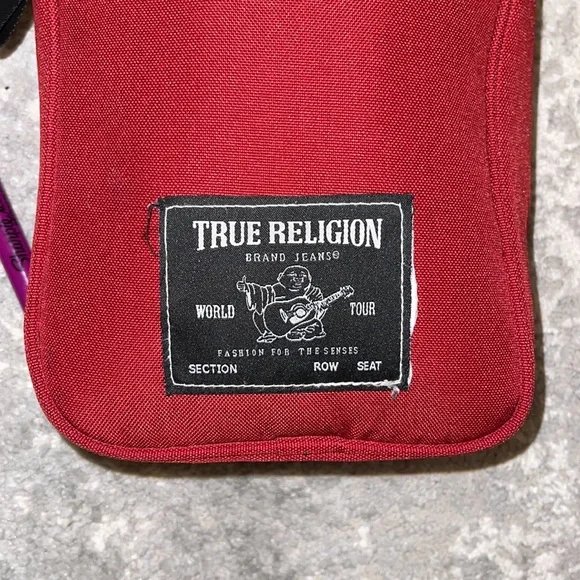 TRUE RELIGION
BRAND JEANS®
WORLD TOUR
FASHION FOR THE SENSES
SECTION ROW SEAT